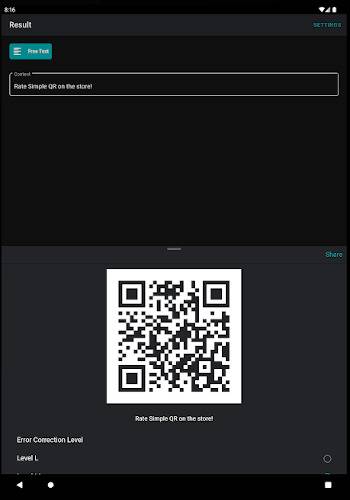 8:16
Result
SETTINGS
Free Text
Content
Rate Simple QR on the store!
Share
Rate Simple QR on the store!
Error Correction Level
Level L